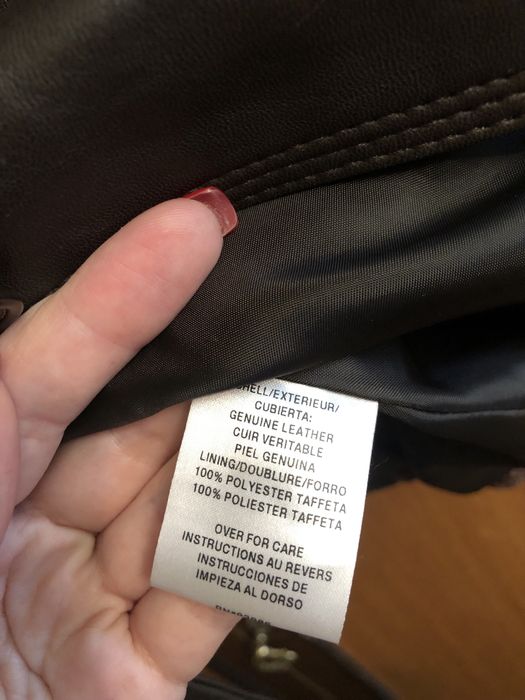 SHELL/EXTERIEUR/
CUBIERTA:
GENUINE LEATHER
CUIR VERITABLE
PIEL GENUINA
LINING/DOUBLURE/FORRO
100% POLYESTER TAFFETA
100% POLIESTER TAFFETA
OVER FOR CARE
INSTRUCTIONS AU REVERS
INSTRUCCIONES DE
IMPIEZA AL DORSO